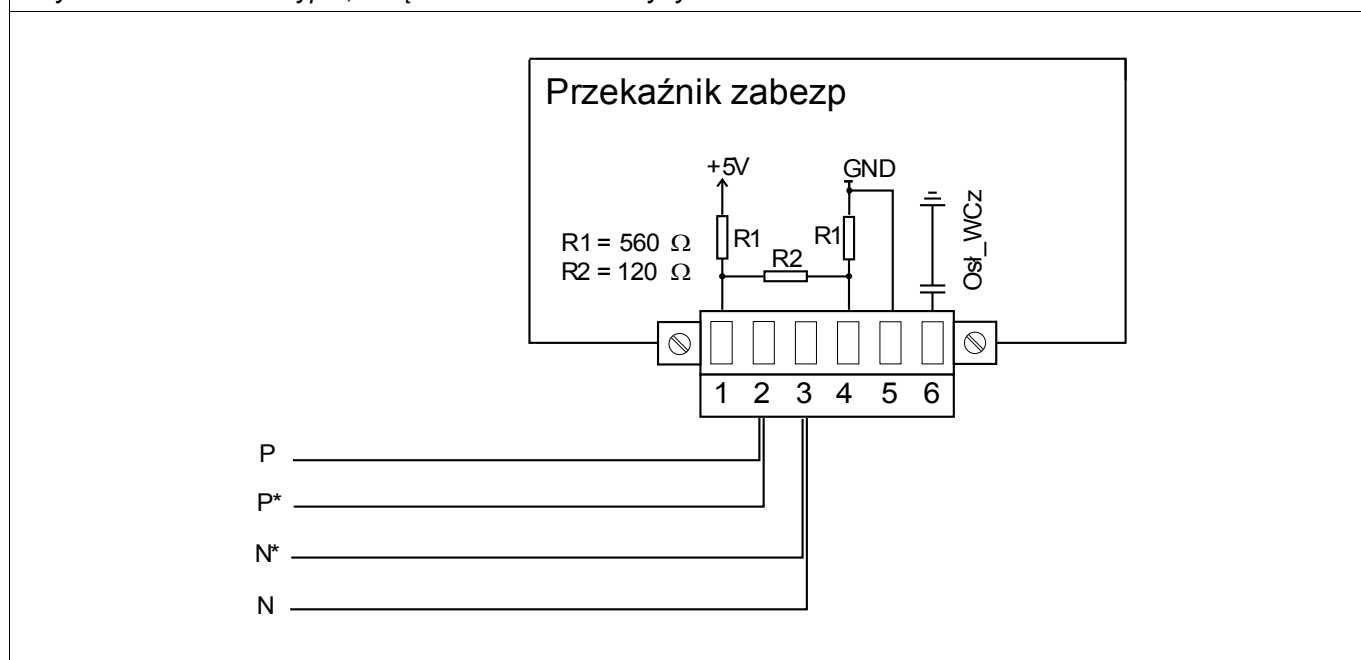 Przekaźnik zabezp
+5V
GND
R1 = 560 Ω
R2 = 120 Ω
R1
R2
R1
Osł_WCz
1 2 3 4 5 6
P
P*
N*
N